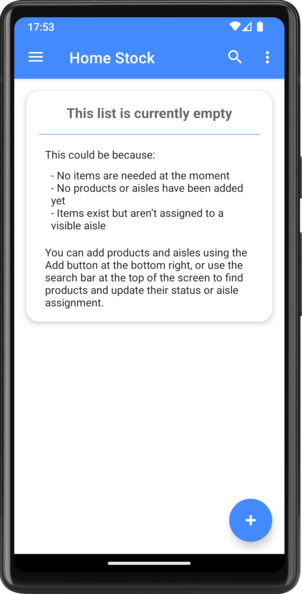 17:53
Home Stock
This list is currently empty
This could be because:
- No items are needed at the moment
- No products or aisles have been added
yet
- Items exist but aren't assigned to a
visible aisle
You can add products and aisles using the
Add button at the bottom right, or use the
search bar at the top of the screen to find
products and update their status or aisle
assignment.